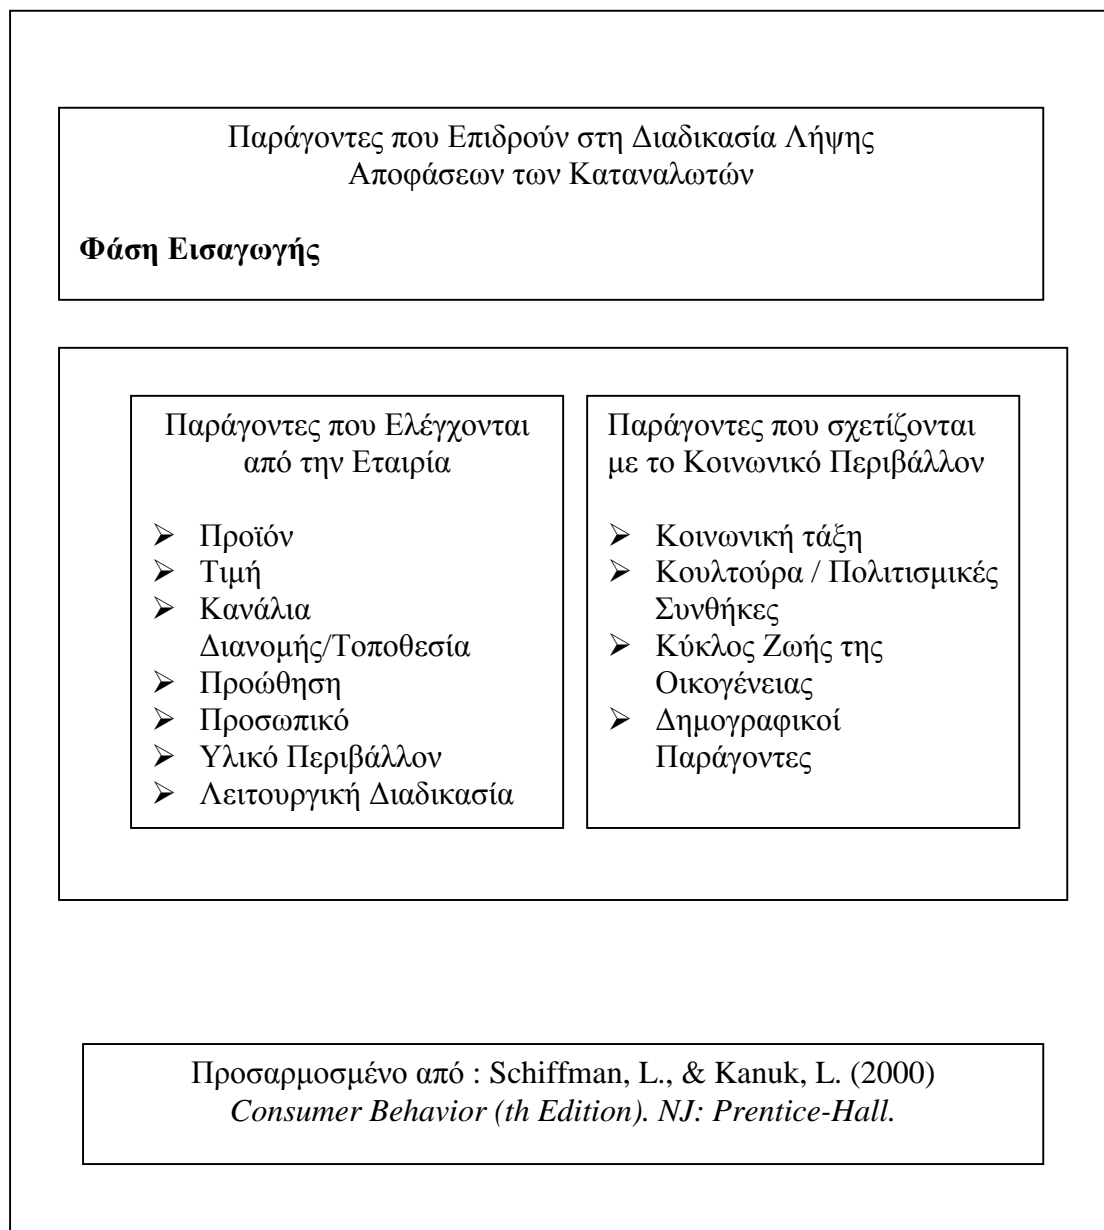 Παράγοντες που Επιδρούν στη Διαδικασία Λήψης
Αποφάσεων των Καταναλωτών
Φάση Εισαγωγής
Παράγοντες που Ελέγχονται
από την Εταιρία
➢ Προϊόν
➢ Τιμή
➢ Κανάλια
Διανομής/Τοποθεσία
➢ Προώθηση
➢ Προσωπικό
➢ Υλικό Περιβάλλον
➢ Λειτουργική Διαδικασία
Παράγοντες που σχετίζονται
με το Κοινωνικό Περιβάλλον
➢ Κοινωνική τάξη
➢ Κουλτούρα / Πολιτισμικές
Συνθήκες
➢ Κύκλος Ζωής της
Οικογένειας
➢ Δημογραφικοί
Παράγοντες
Προσαρμοσμένο από : Schiffman, L., & Kanuk, L. (2000)
Consumer Behavior (th Edition). NJ: Prentice-Hall.